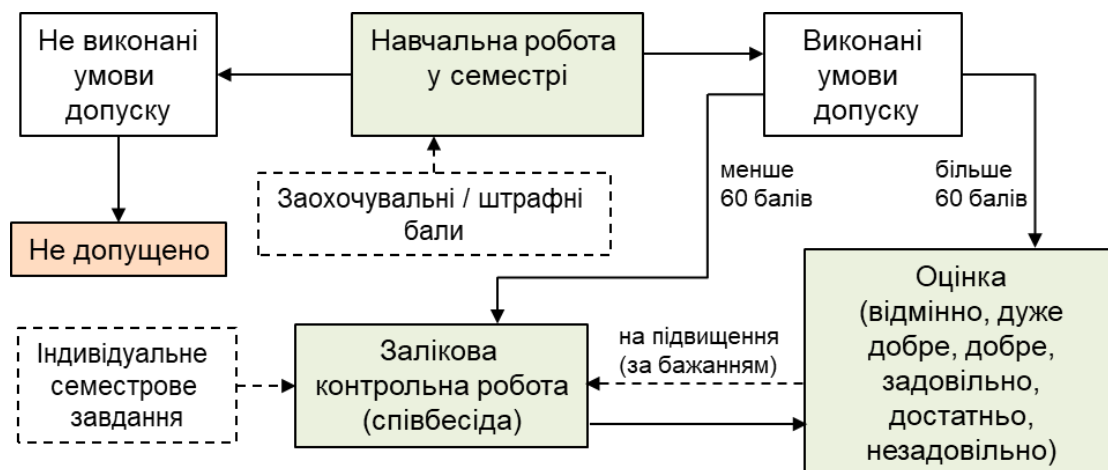 Не виконані
умови
допуску
Навчальна робота
у семестрі
Виконані
умови
допуску
Заохочувальні / штрафні
бали
менше
60 балів
більше
60 балів
Не допущено
Індивідуальне
семестрове
завдання
Залікова
контрольна робота
(співбесіда)
на підвищення
(за бажанням)
Оцінка
(відмінно, дуже
добре, добре,
задовільно,
достатньо,
незадовільно)